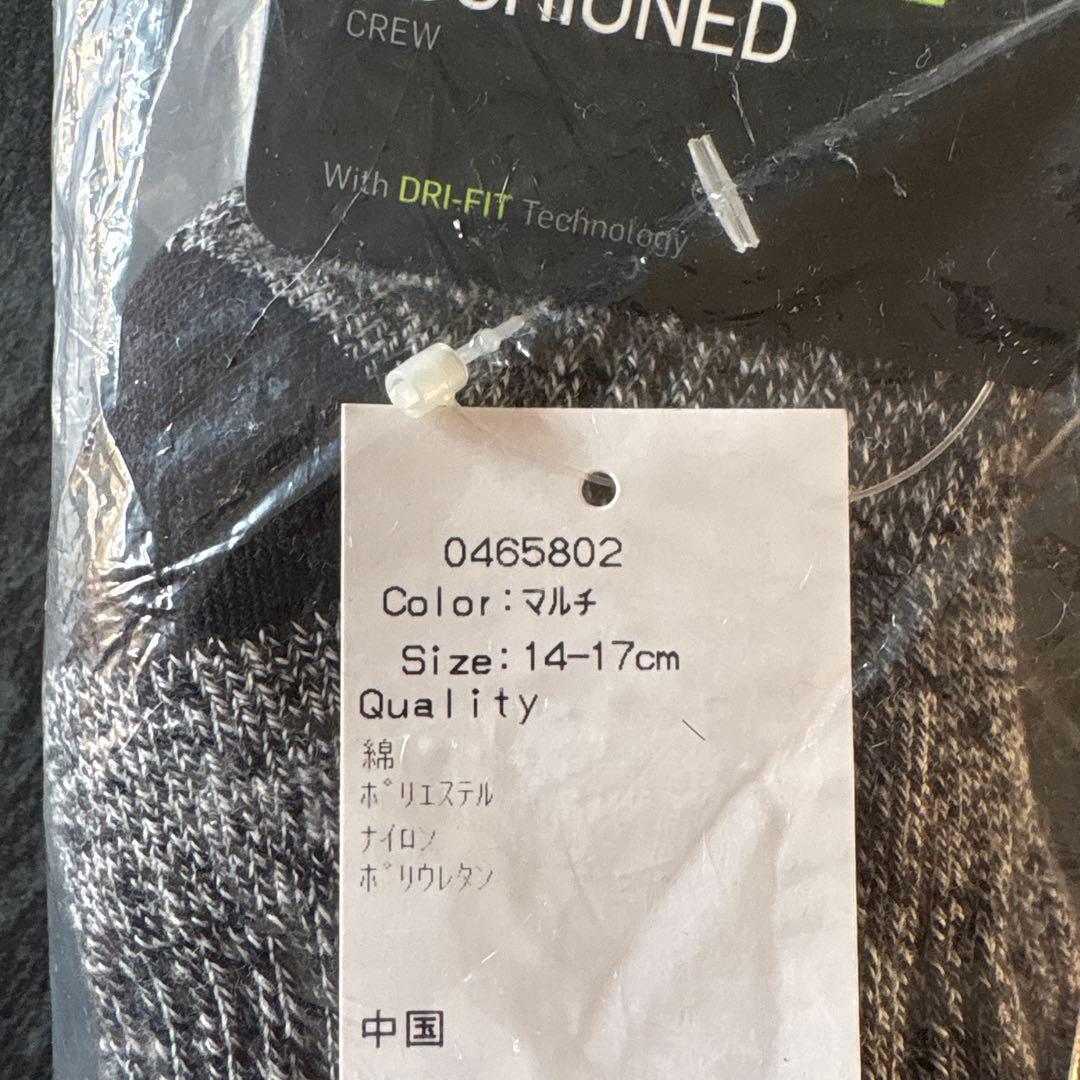 CUSHIONED
CREW
With DRI-FIT Technology
0465802
Color:マルチ
Size:14-17cm
Quality
綿
ポリエステル
ナイロン
ポリウレタン
中国